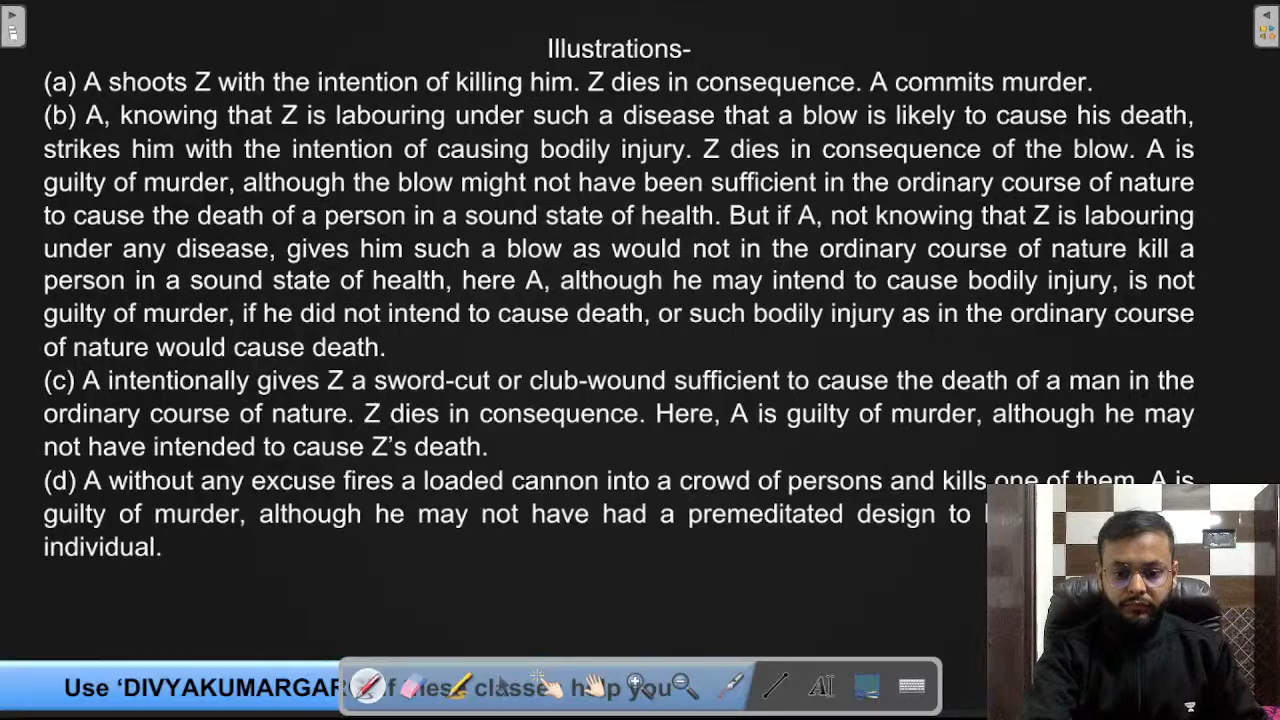 Illustrations-
(a) A shoots Z with the intention of killing him. Z dies in consequence. A commits murder.
(b) A, knowing that Z is labouring under such a disease that a blow is likely to cause his death,
strikes him with the intention of causing bodily injury. Z dies in consequence of the blow. A is
guilty of murder, although the blow might not have been sufficient in the ordinary course of nature
to cause the death of a person in a sound state of health. But if A, not knowing that Z is labouring
under any disease, gives him such a blow as would not in the ordinary course of nature kill a
person in a sound state of health, here A, although he may intend to cause bodily injury, is not
guilty of murder, if he did not intend to cause death, or such bodily injury as in the ordinary course
of nature would cause death.
(c) A intentionally gives Z a sword-cut or club-wound sufficient to cause the death of a man in the
ordinary course of nature. Z dies in consequence. Here, A is guilty of murder, although he may
not have intended to cause Z’s death.
(d) A without any excuse fires a loaded cannon into a crowd of persons and kills one of them. A is
guilty of murder, although he may not have had a premeditated design to
individual.
Use ‘DIVYAKUMARGAR if these classes help you
AI